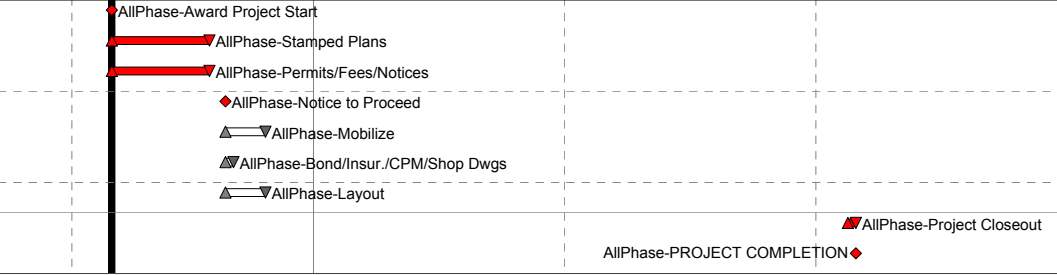 AllPhase-Award Project Start
AllPhase-Stamped Plans
AllPhase-Permits/Fees/Notices
AllPhase-Notice to Proceed
AllPhase-Mobilize
AllPhase-Bond/Insur./CPM/Shop Dwgs
AllPhase-Layout
AllPhase-Project Closeout
AllPhase-PROJECT COMPLETION